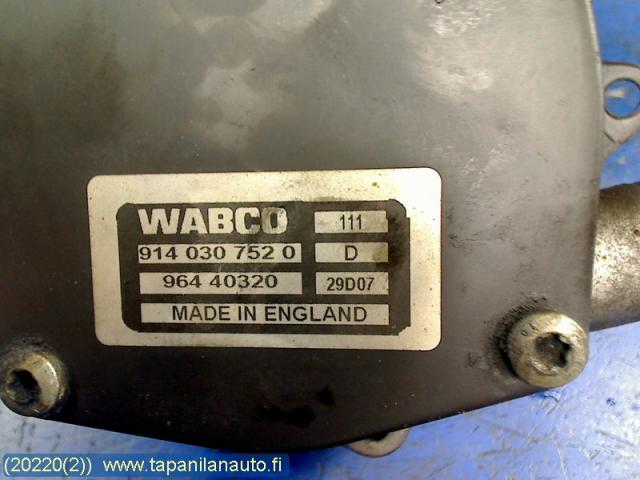 WABCO 111
914 030 752 0 D
964 40320 29D07
MADE IN ENGLAND
(20220(2)) www.tapanilanauto.fi